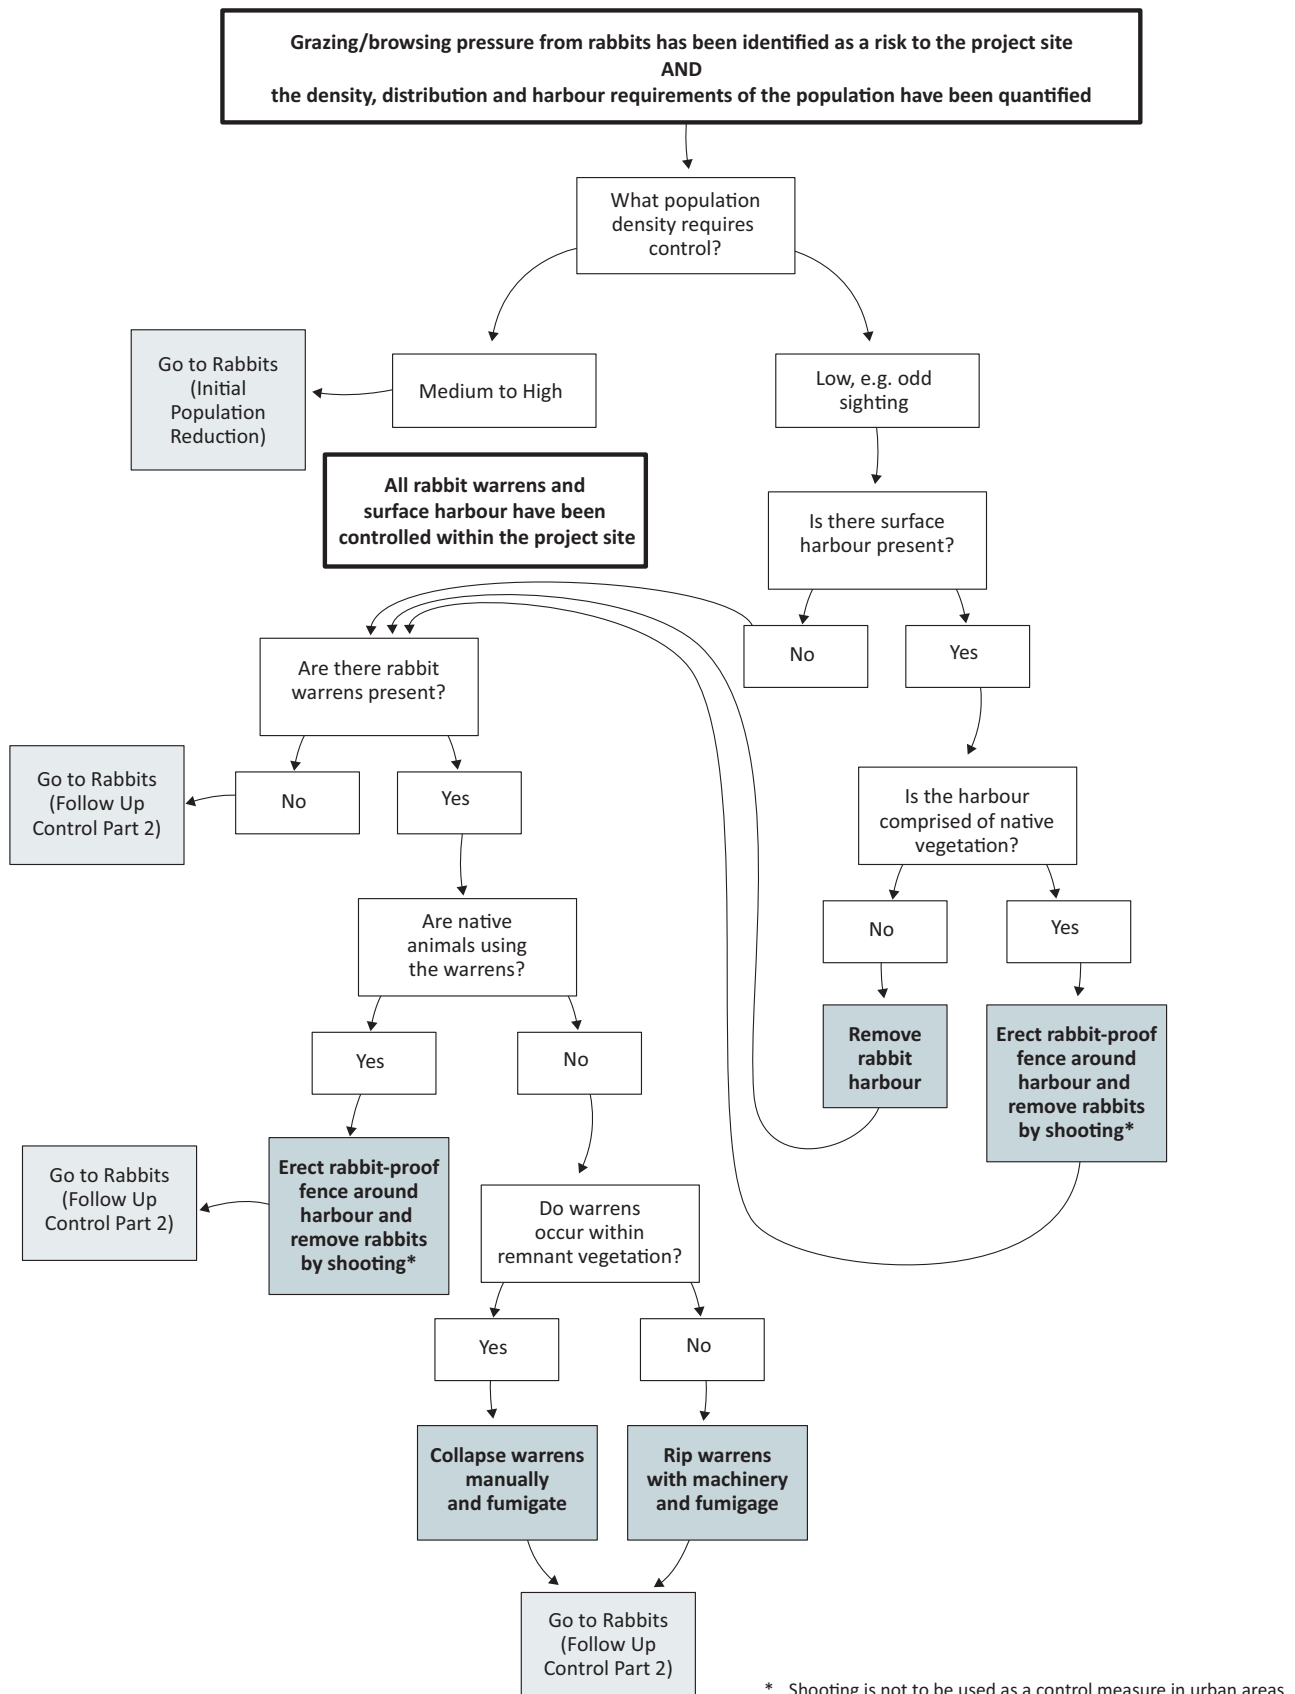 Grazing/browsing pressure from rabbits has been identified as a risk to the project site
AND
the density, distribution and harbour requirements of the population have been quantified
What population
density requires
control?
Go to Rabbits
(Initial
Population
Reduction)
Medium to High
Low, e.g. odd
sighting
All rabbit warrens and
surface harbour have been
controlled within the project site
Is there surface
harbour present?
No
Yes
Are there rabbit
warrens present?
Go to Rabbits
(Follow Up
Control Part 2)
No
Yes
Is the harbour
comprised of native
vegetation?
No
Yes
Are native
animals using
the warrens?
Remove
rabbit
harbour
Erect rabbit-proof
fence around
harbour and
remove rabbits
by shooting*
Yes
No
Go to Rabbits
(Follow Up
Control Part 2)
Erect rabbit-proof
fence around
harbour and
remove rabbits
by shooting*
Do warrens
occur within
remnant vegetation?
Yes
No
Collapse warrens
manually
and fumigate
Rip warrens
with machinery
and fumigage
Go to Rabbits
(Follow Up
Control Part 2)
* Shooting is not to be used as a control measure in urban areas